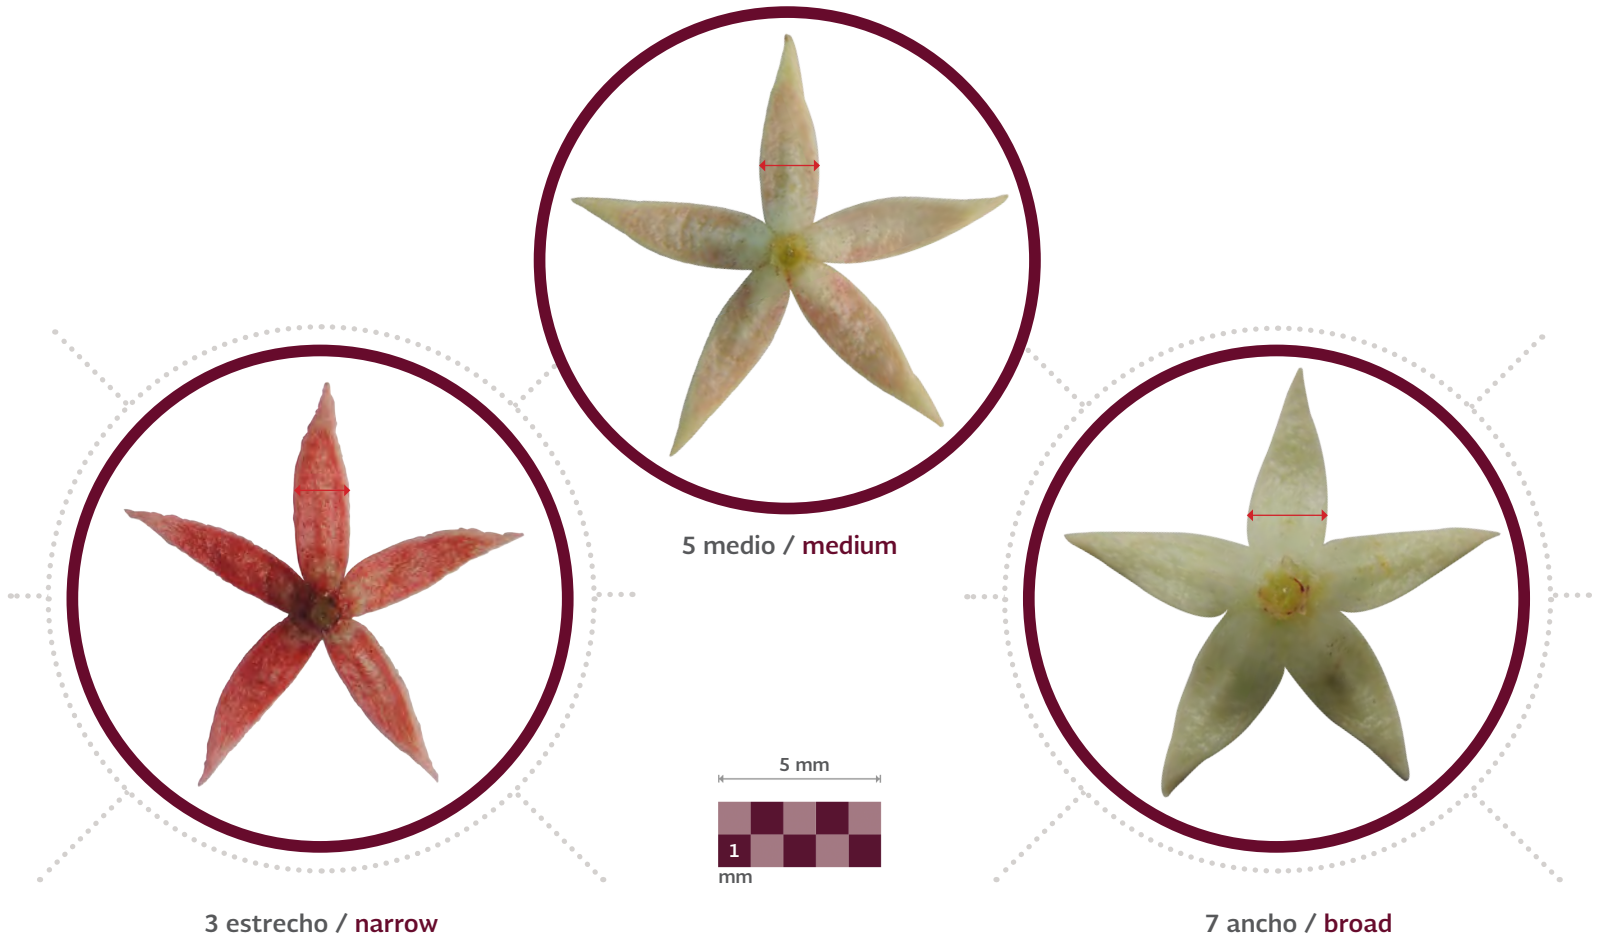 5 medio / medium
5 mm
1
mm
3 estrecho / narrow
7 ancho / broad